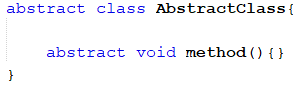 abstract class AbstractClass{
abstract void method(){}
}